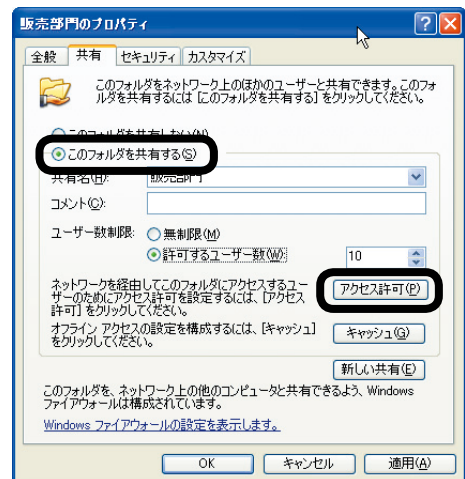 販売部門のプロパティ
全般 共有 セキュリティ カスタマイズ
このフォルダをネットワーク上のほかのユーザーと共有できます。このフォ
ルダを共有するには [このフォルダを共有する] をクリックしてください。
このフォルダを共有しない(N)
このフォルダを共有する(S)
共有名(H): 販売部門
コメント(C):
ユーザー数制限: 無制限(M)
許可するユーザー数(W): 10
ネットワークを経由してこのフォルダにアクセスするユー
ザーのためにアクセス許可を設定するには、[アクセス
許可] をクリックしてください。
アクセス許可(P)
オフライン アクセスの設定を構成するには、[キャッシュ]
をクリックしてください。
キャッシュ(G)
新しい共有(E)
このフォルダを、ネットワーク上の他のコンピュータと共有できるよう、Windows
ファイアウォールは構成されています。
Windows ファイアウォールの設定を表示します。
OK キャンセル 適用(A)